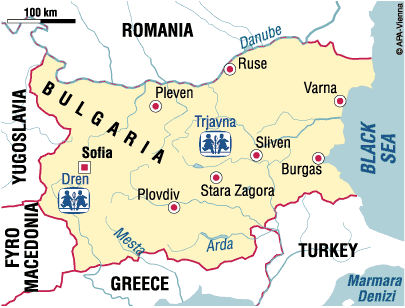 100 km
ROMANIA
© APA-Vienna
Danube
Ruse
Varna
Pleven
BULGARIA
Trjavna
YUGOSLAVIA
BLACK
SEA
Sofia
Sliven
Burgas
Dren
Stara Zagora
Plovdiv
FYRO
MACEDONIA
Mesta
Arda
TURKEY
GREECE
Marmara
Denizi